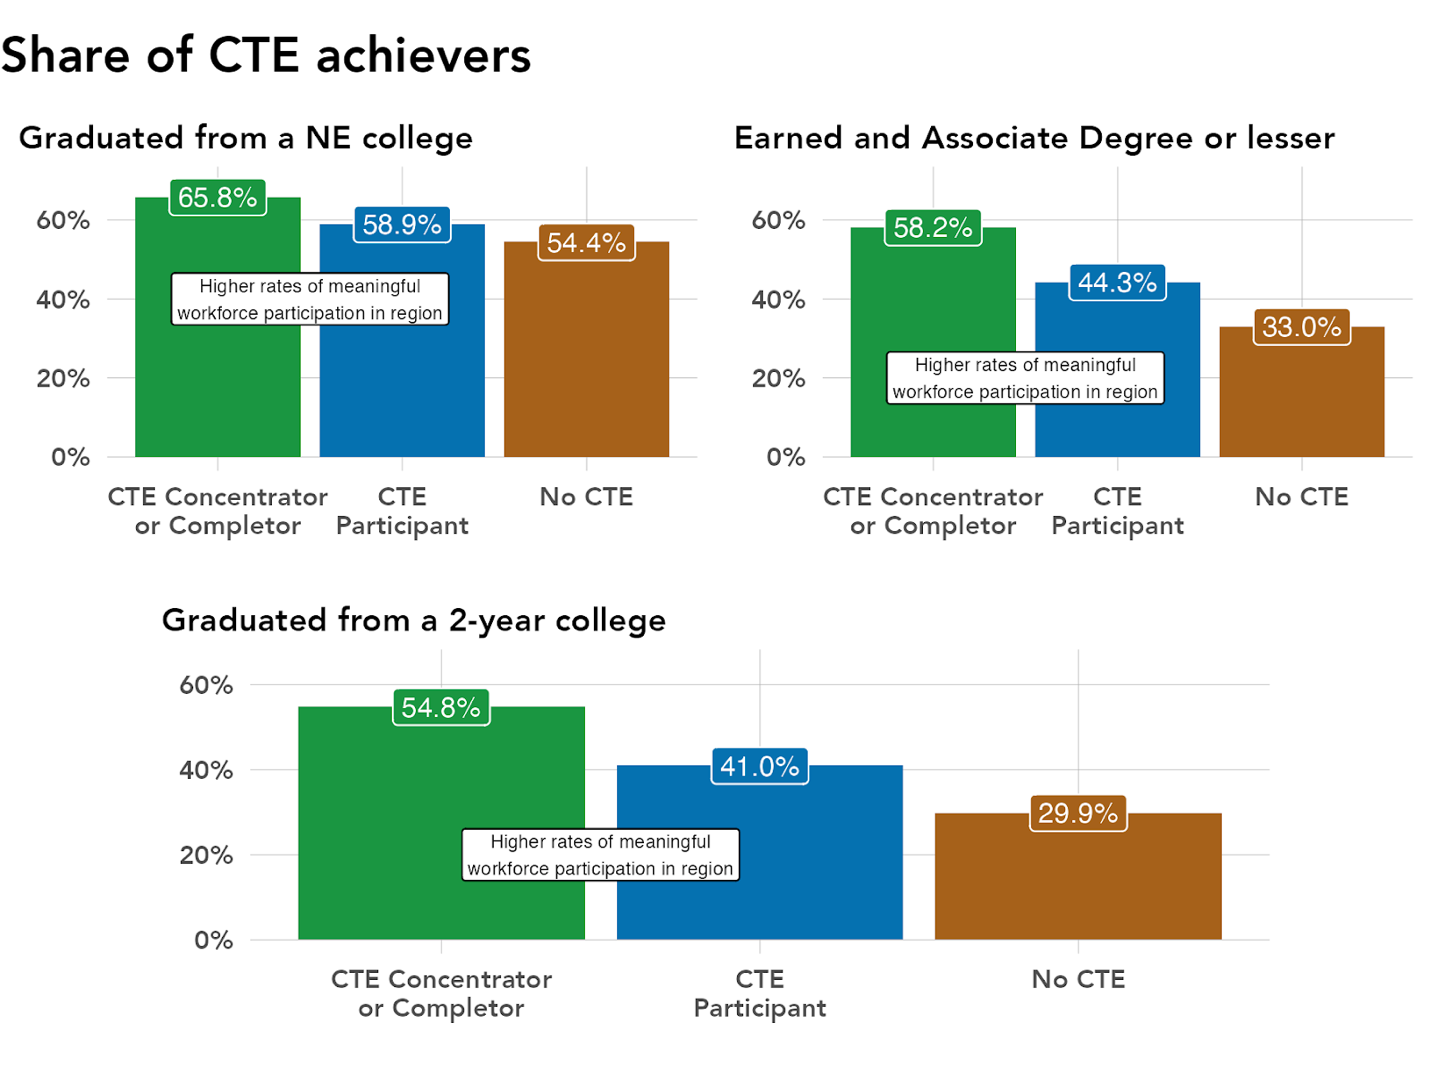 Share of CTE achievers
Graduated from a NE college
60%
40%
20%
0%
65.8%
58.9%
54.4%
Higher rates of meaningful
workforce participation in region
CTE Concentrator
or Completor
CTE
Participant
No CTE
Earned and Associate Degree or lesser
60%
40%
20%
0%
58.2%
44.3%
33.0%
Higher rates of meaningful
workforce participation in region
CTE Concentrator
or Completor
CTE
Participant
No CTE
Graduated from a 2-year college
60%
40%
20%
0%
54.8%
41.0%
29.9%
Higher rates of meaningful
workforce participation in region
CTE Concentrator
or Completor
CTE
Participant
No CTE